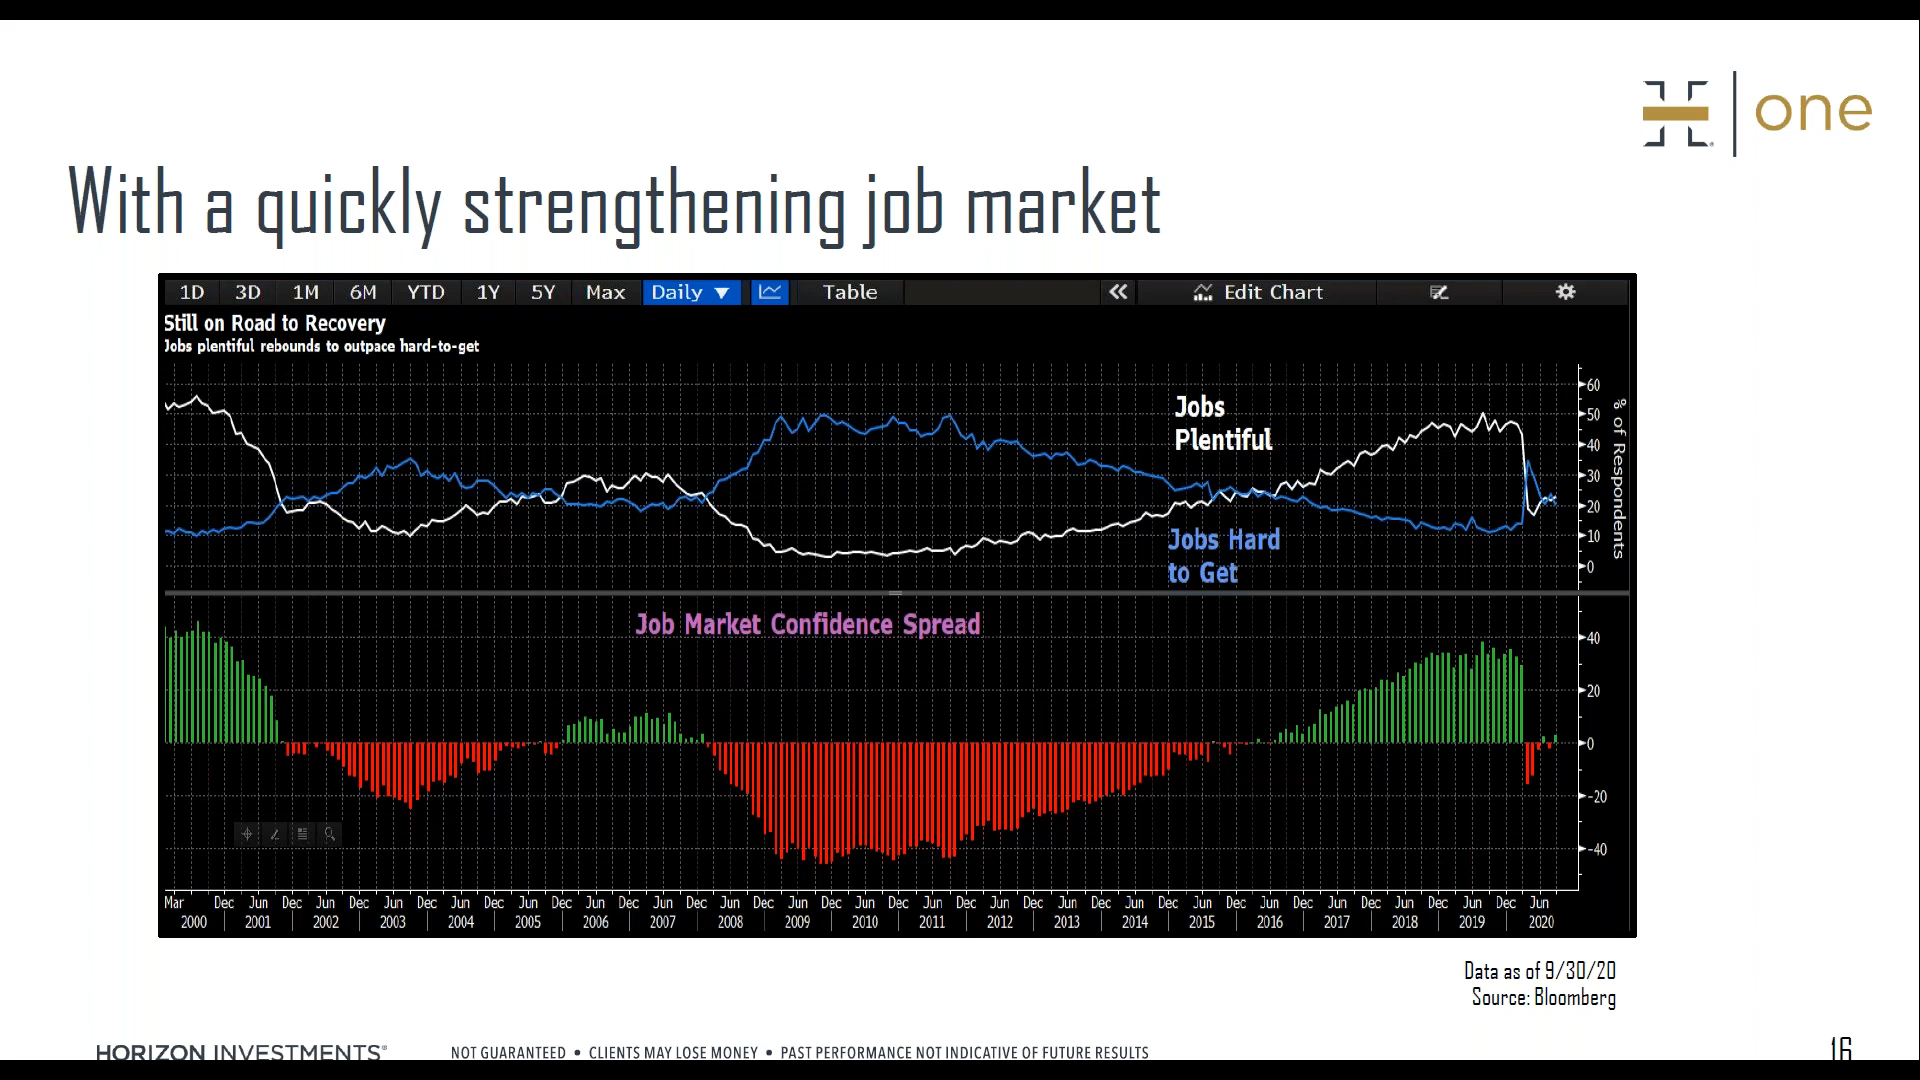 one
With a quickly strengthening job market
1D 3D 1M 6M YTD 1Y 5Y Max Daily ▼ Table « Edit Chart
Still on Road to Recovery
Jobs plentiful rebounds to outpace hard-to-get
Jobs
Plentiful
Jobs Hard
to Get
60
50
40
30
20
10
0
% of Respondents
Job Market Confidence Spread
40
20
0
-20
-40
Mar Dec Jun Dec Jun Dec Jun Dec Jun Dec Jun Dec Jun Dec Jun Dec Jun Dec Jun Dec Jun Dec Jun Dec Jun Dec Jun Dec Jun Dec Jun Dec Jun Dec Jun Dec Jun Dec Jun Dec Jun
2000 2001 2002 2003 2004 2005 2006 2007 2008 2009 2010 2011 2012 2013 2014 2015 2016 2017 2018 2019 2020
Data as of 9/30/20
Source: Bloomberg
HORIZON INVESTMENTS® NOT GUARANTEED • CLIENTS MAY LOSE MONEY • PAST PERFORMANCE NOT INDICATIVE OF FUTURE RESULTS 16